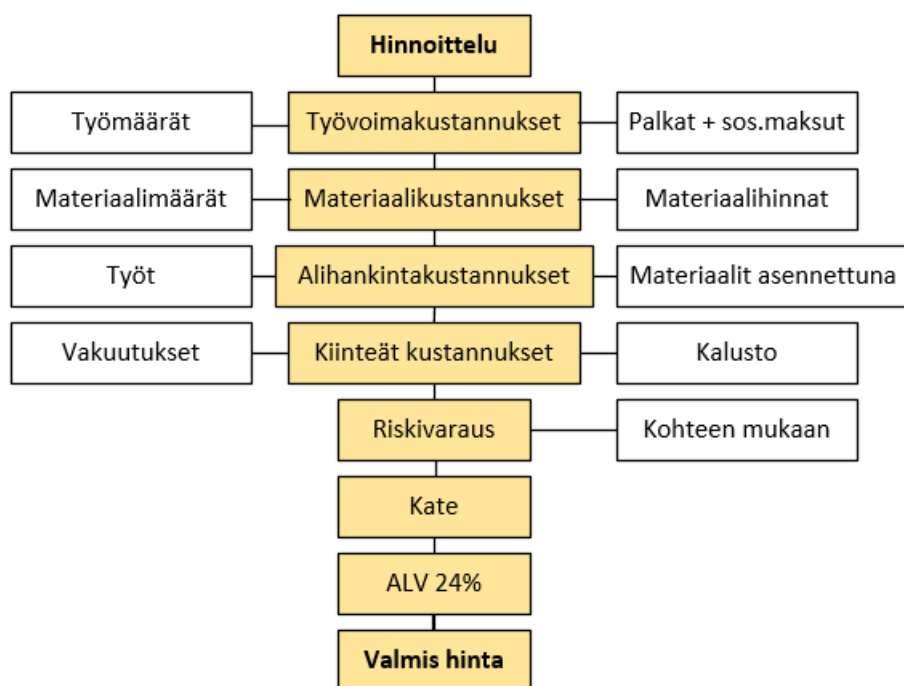 Hinnoittelu
Työmäärät
Työvoimakustannukset
Palkat + sos.maksut
Materiaalimäärät
Materiaalikustannukset
Materiaalihinnat
Työt
Alihankintakustannukset
Materiaalit asennettuna
Vakuutukset
Kiinteät kustannukset
Kalusto
Riskivaraus
Kohteen mukaan
Kate
ALV 24%
Valmis hinta